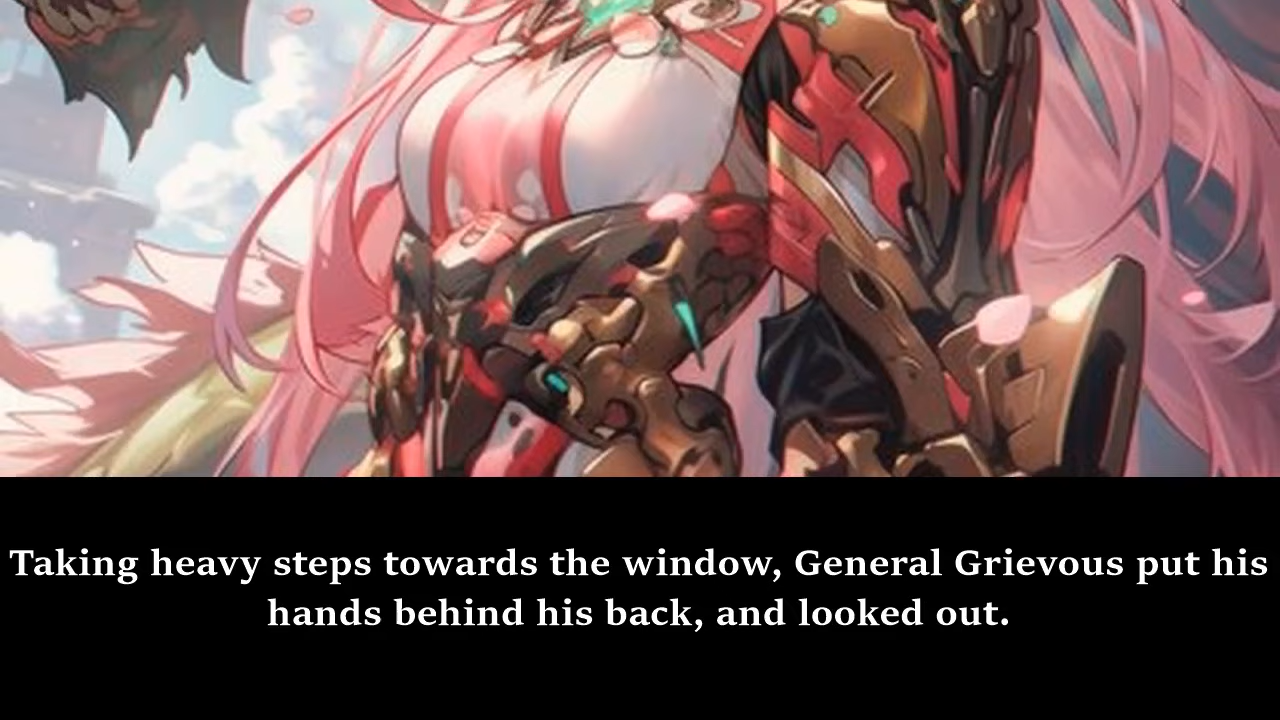 Taking heavy steps towards the window, General Grievous put his
hands behind his back, and looked out.